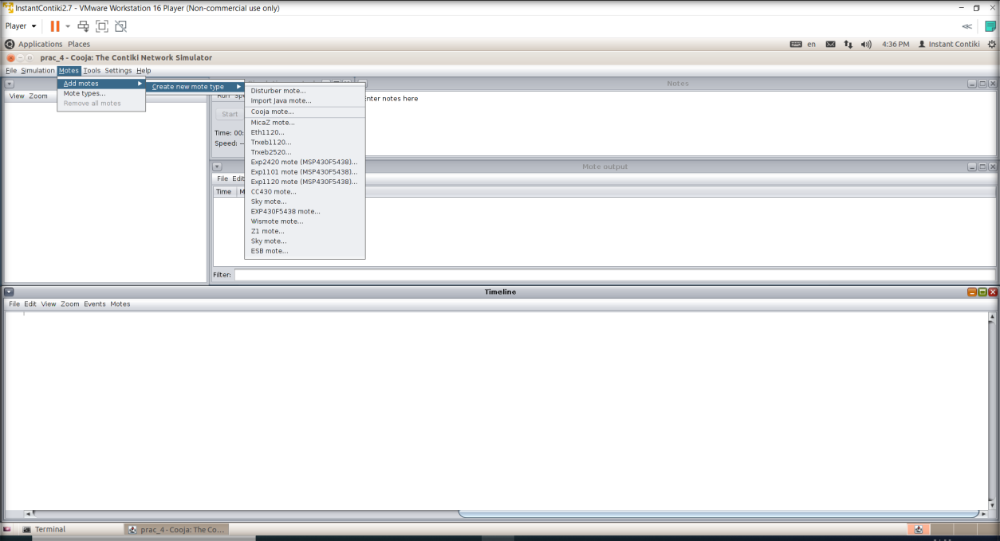 InstantContiki2.7 - VMware Workstation 16 Player (Non-commercial use only)
Player
Applications Places
en
4:36 PM
Instant Contiki
prac_4 - Cooja: The Contiki Network Simulator
File Simulation Motes Tools Settings Help
Add motes
Mote types...
Remove all motes
Create new mote type
Disturber mote...
Import Java mote...
Cooja mote...
MicaZ mote...
Eth1120...
Trxeb1120...
Trxeb2520...
Exp2420 mote (MSP430F5438)...
Exp1101 mote (MSP430F5438)...
Exp1120 mote (MSP430F5438)...
CC430 mote...
Sky mote...
EXP430F5438 mote...
Wismote mote...
Z1 mote...
Sky mote...
ESB mote...
View Zoom
Run
Start
Time: 00:
Speed: --
Notes
nter notes here
Mote output
File Edit
Time M
Filter:
Timeline
File Edit View Zoom Events Motes
Terminal
prac_4 - Cooja: The Co...